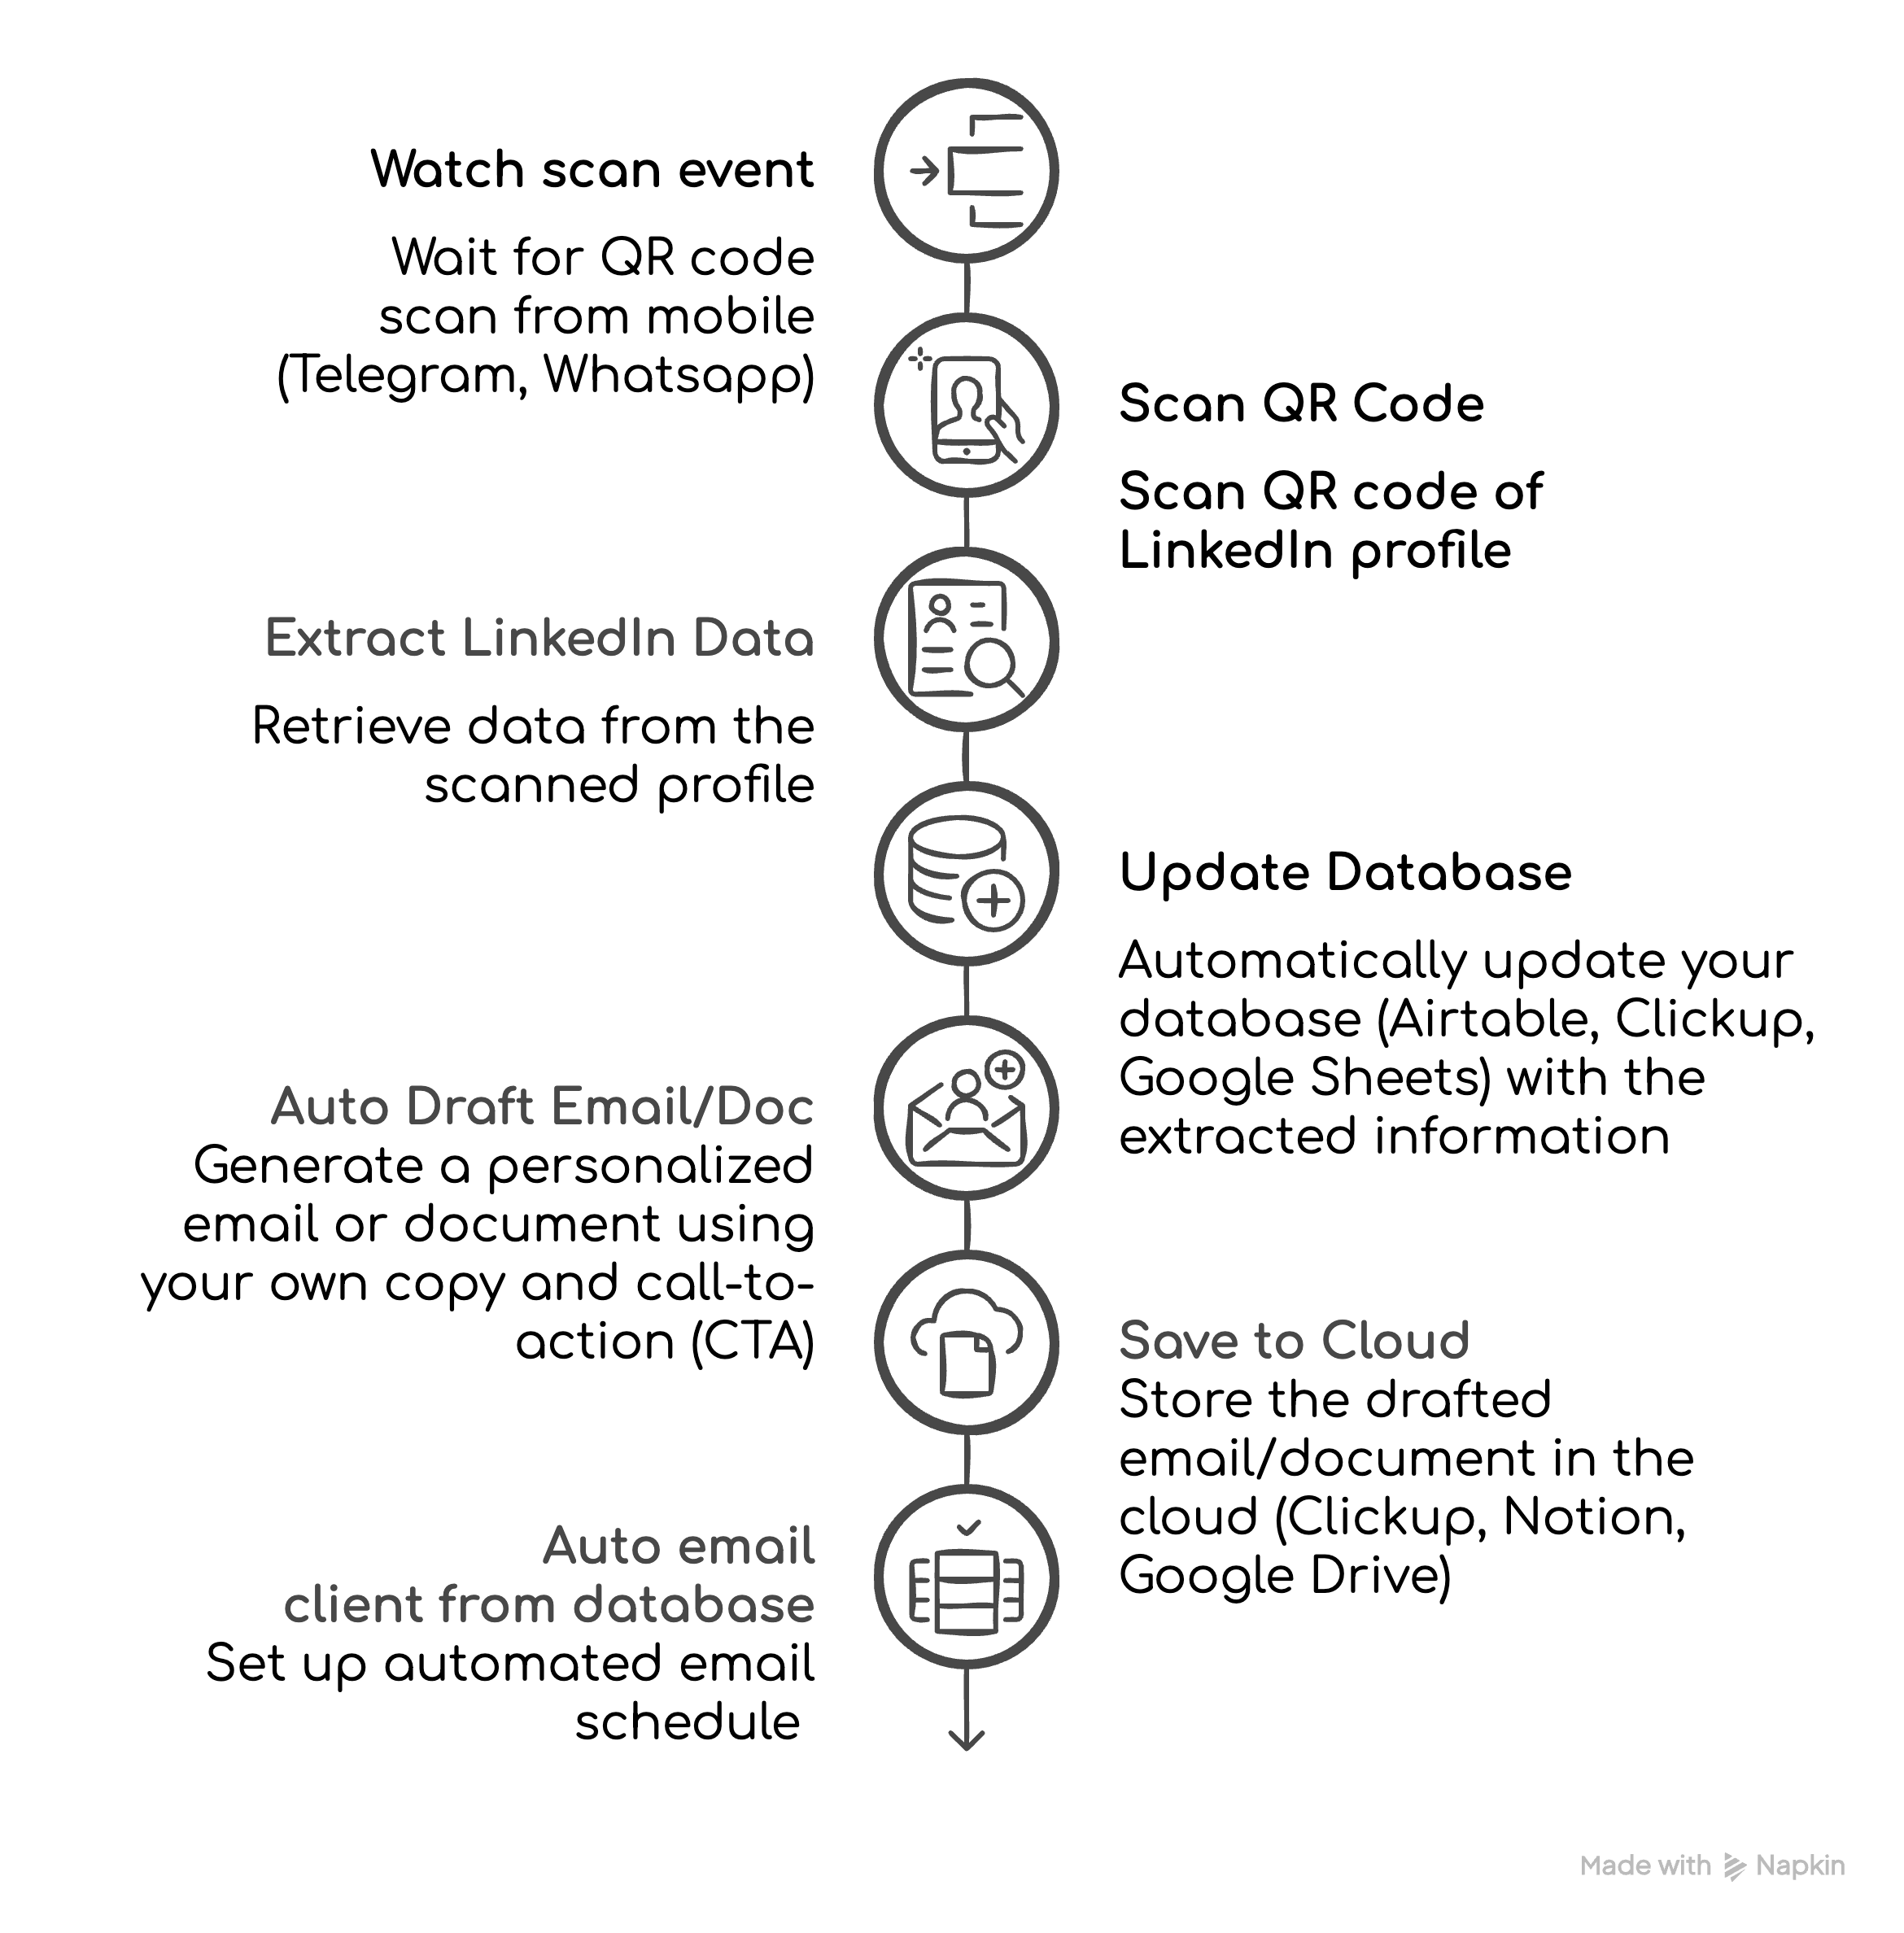 Watch scan event
Wait for QR code
scan from mobile
(Telegram, Whatsapp)
Scan QR Code
Scan QR code of
LinkedIn profile
Extract LinkedIn Data
Retrieve data from the
scanned profile
Update Database
Automatically update your
database (Airtable, Clickup,
Google Sheets) with the
extracted information
Auto Draft Email/Doc
Generate a personalized
email or document using
your own copy and call-to-
action (CTA)
Save to Cloud
Store the drafted
email/document in the
cloud (Clickup, Notion,
Google Drive)
Auto email
client from database
Set up automated email
schedule
Made with Napkin